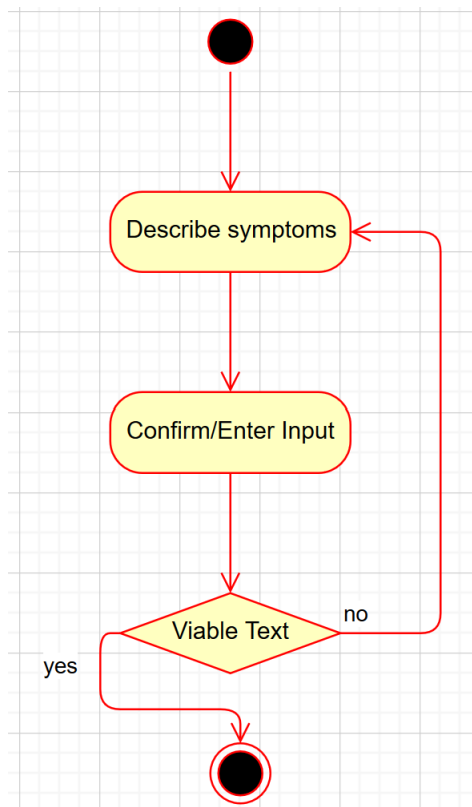 Describe symptoms
Confirm/Enter Input
Viable Text
no
yes